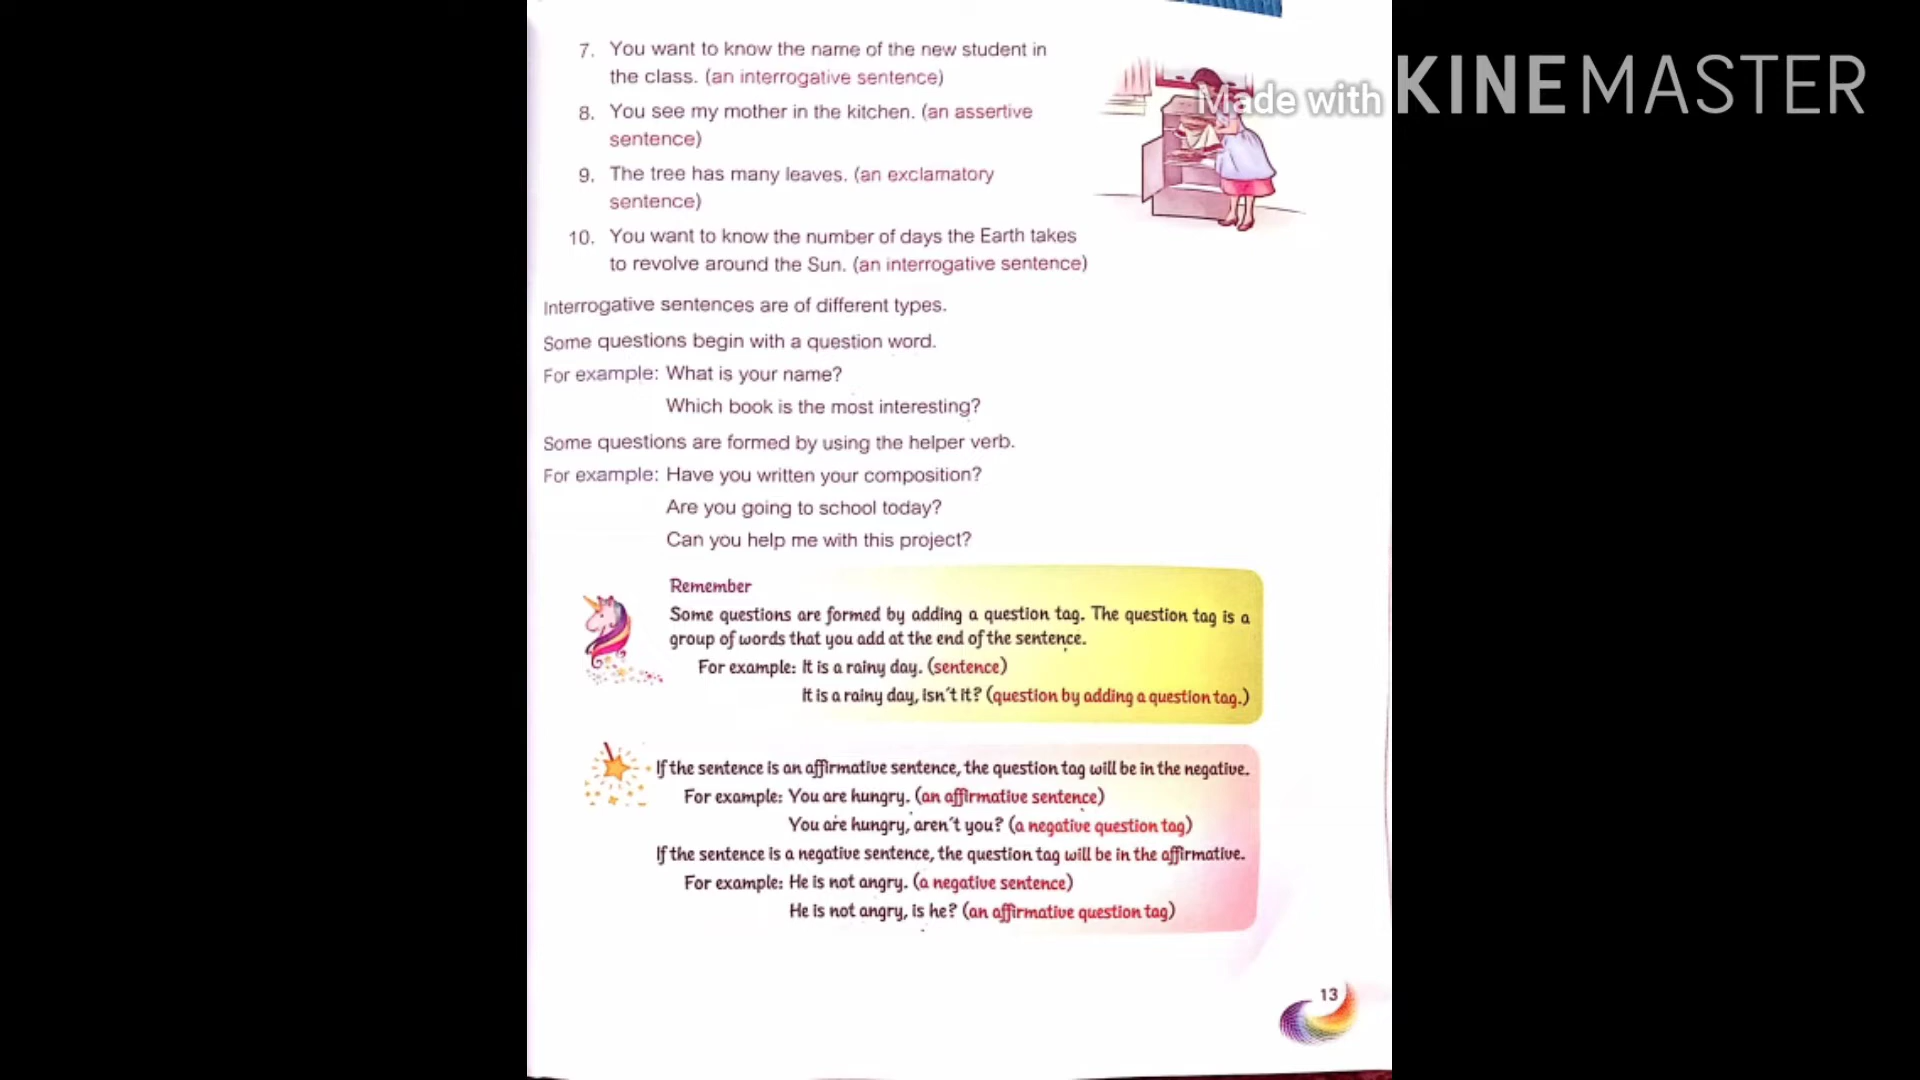 Made with KINEMASTER
7. You want to know the name of the new student in
the class. (an interrogative sentence)
8. You see my mother in the kitchen. (an assertive
sentence)
9. The tree has many leaves. (an exclamatory
sentence)
10. You want to know the number of days the Earth takes
to revolve around the Sun. (an interrogative sentence)
Interrogative sentences are of different types.
Some questions begin with a question word.
For example: What is your name?
Which book is the most interesting?
Some questions are formed by using the helper verb.
For example: Have you written your composition?
Are you going to school today?
Can you help me with this project?
Remember
Some questions are formed by adding a question tag. The question tag is a
group of words that you add at the end of the sentence.
For example: It is a rainy day. (sentence)
It is a rainy day, isn't it? (question by adding a question tag.)
If the sentence is an affirmative sentence, the question tag will be in the negative.
For example: You are hungry. (an affirmative sentence)
You are hungry, aren't you? (a negative question tag)
If the sentence is a negative sentence, the question tag will be in the affirmative.
For example: He is not angry. (a negative sentence)
He is not angry, is he? (an affirmative question tag)
13